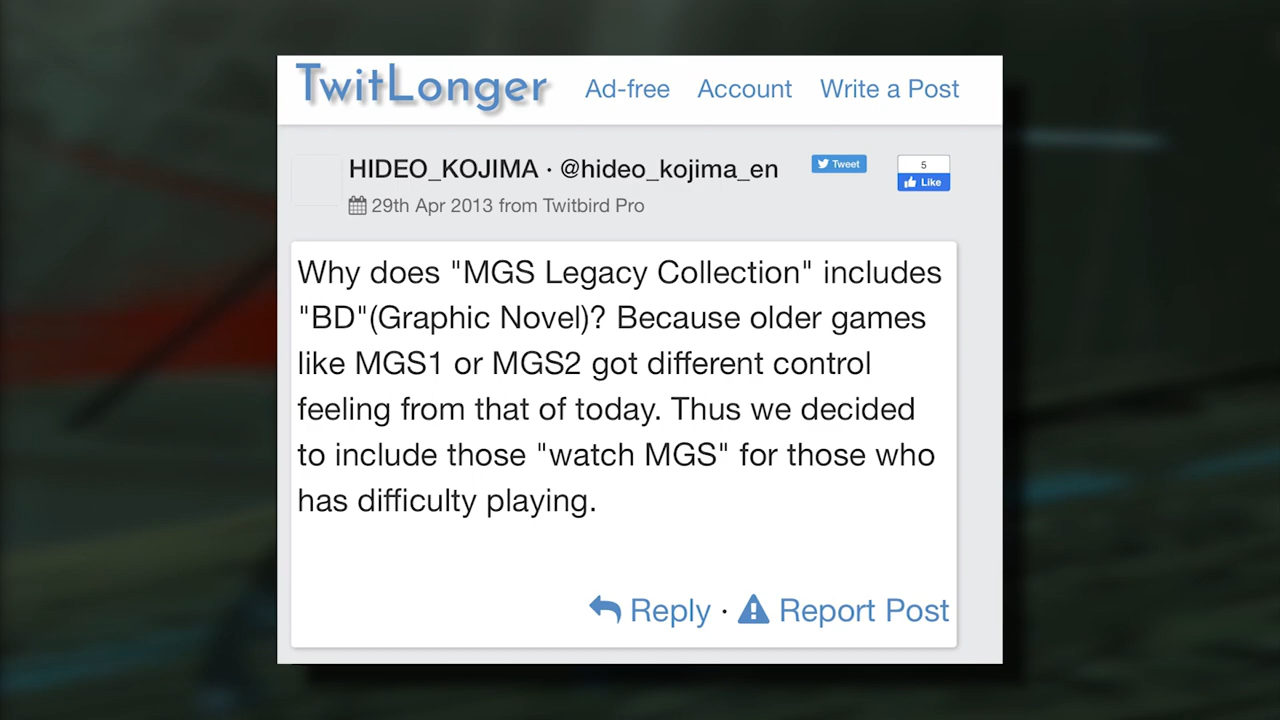 TwitLonger Ad-free Account Write a Post
HIDEO_KOJIMA · @hideo_kojima_en Tweet 5
Like
29th Apr 2013 from Twitbird Pro
Why does "MGS Legacy Collection" includes
"BD"(Graphic Novel)? Because older games
like MGS1 or MGS2 got different control
feeling from that of today. Thus we decided
to include those "watch MGS" for those who
has difficulty playing.
Reply · Report Post